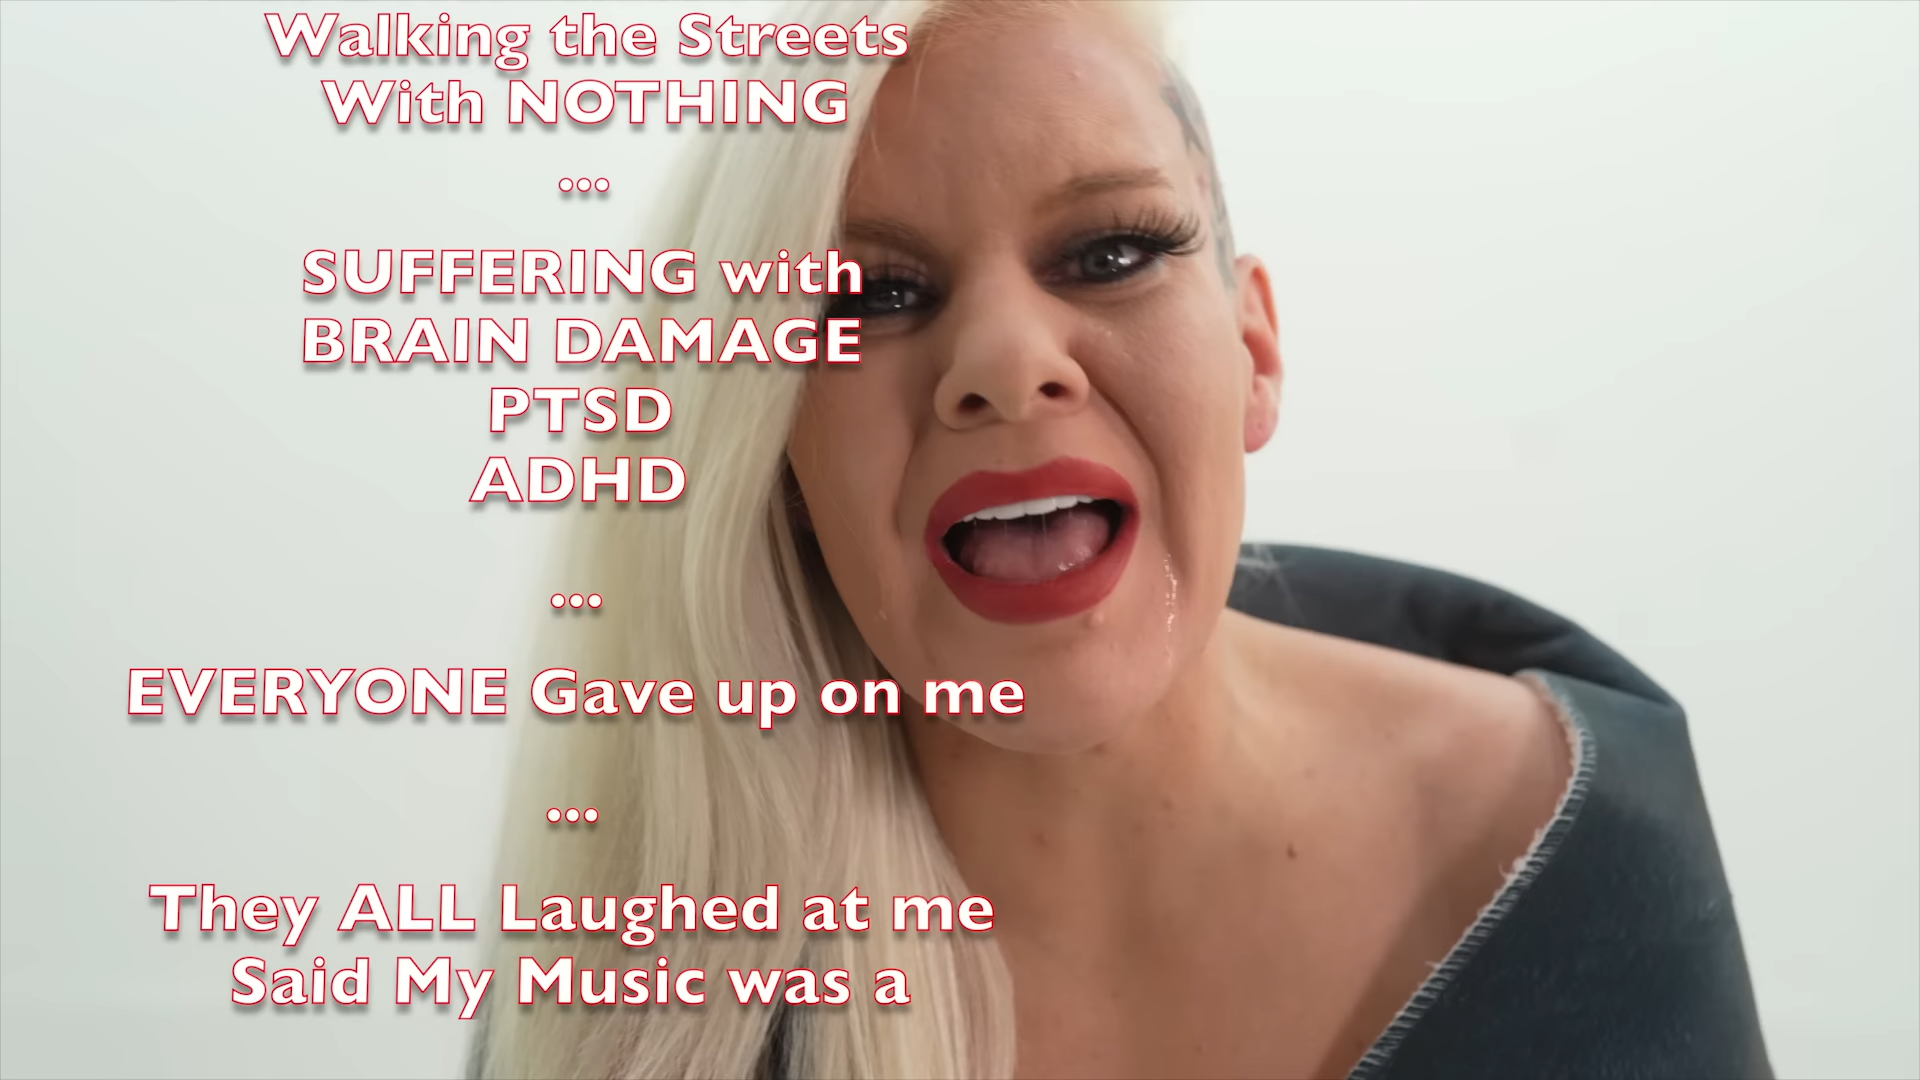 Walking the Streets
With NOTHING
...
SUFFERING with
BRAIN DAMAGE
PTSD
ADHD
...
EVERYONE Gave up on me
...
They ALL Laughed at me
Said My Music was a